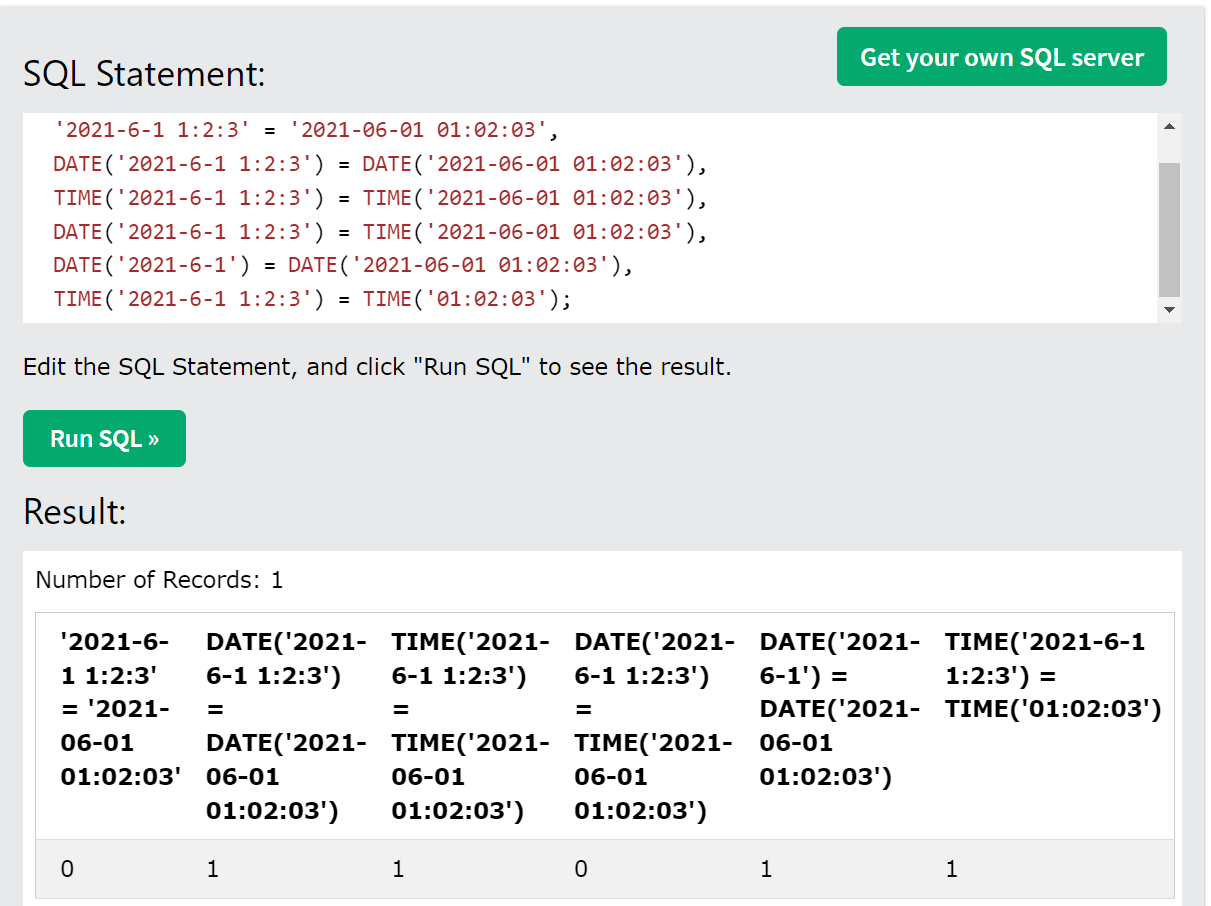 SQL Statement:
Get your own SQL server
'2021-6-1 1:2:3' = '2021-06-01 01:02:03',
DATE('2021-6-1 1:2:3') = DATE('2021-06-01 01:02:03'),
TIME('2021-6-1 1:2:3') = TIME('2021-06-01 01:02:03'),
DATE('2021-6-1 1:2:3') = TIME('2021-06-01 01:02:03'),
DATE('2021-6-1') = DATE('2021-06-01 01:02:03'),
TIME('2021-6-1 1:2:3') = TIME('01:02:03');
Edit the SQL Statement, and click "Run SQL" to see the result.
Run SQL »
Result:
Number of Records: 1
'2021-6-
1 1:2:3'
= '2021-
06-01
01:02:03'
DATE('2021-
6-1 1:2:3')
=
DATE('2021-
06-01
01:02:03')
TIME('2021-
6-1 1:2:3')
=
TIME('2021-
06-01
01:02:03')
DATE('2021-
6-1 1:2:3')
=
TIME('2021-
06-01
01:02:03')
DATE('2021-
6-1') =
DATE('2021-
06-01
01:02:03')
TIME('2021-6-1
1:2:3') =
TIME('01:02:03')
0 1 1 0 1 1